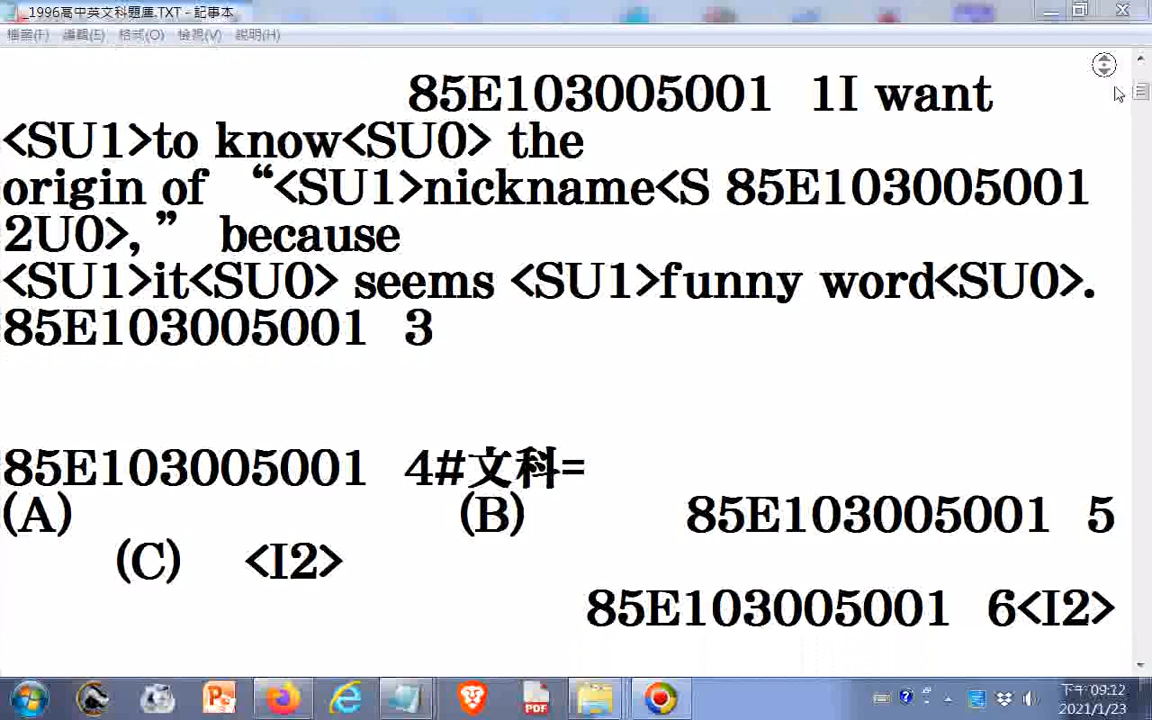 _1996高中英文科題庫.TXT - 記事本
檔案(F) 編輯(E) 格式(O) 檢視(V) 說明(H)
85E103005001 1I want
<SU1>to know<SU0> the
origin of “<SU1>nickname<S 85E103005001
2U0>,” because
<SU1>it<SU0> seems <SU1>funny word<SU0>.
85E103005001 3
85E103005001 4#文科=
(A) (B) 85E103005001 5
(C) <I2>
85E103005001 6<I2>
PDF
下午 09:12
2021/1/23